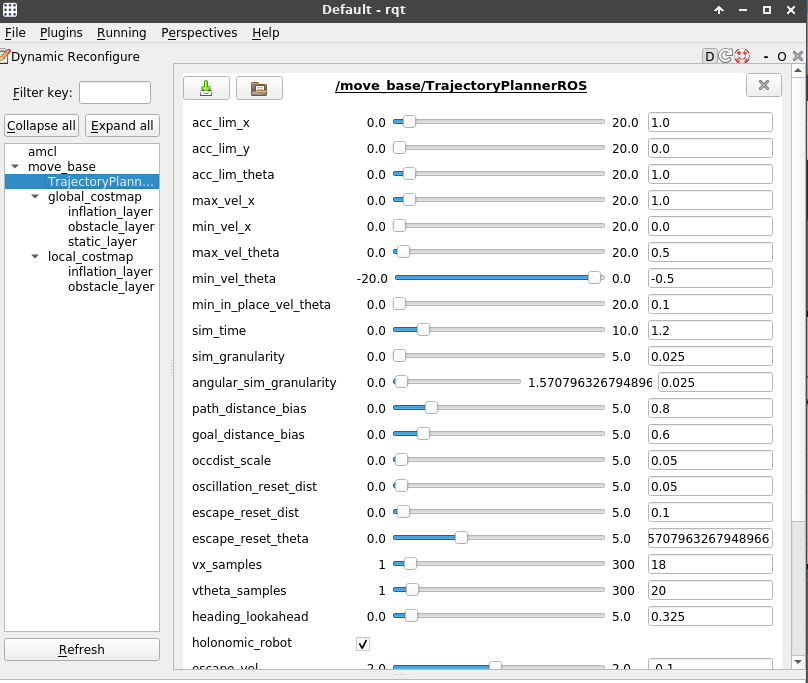 Default - rqt
File Plugins Running Perspectives Help
Dynamic Reconfigure D - O
Filter key:
Collapse all Expand all
amcl
move_base
TrajectoryPlann...
global_costmap
inflation_layer
obstacle_layer
static_layer
local_costmap
inflation_layer
obstacle_layer
Refresh
/move_base/TrajectoryPlannerROS
acc_lim_x 0.0 20.0 1.0
acc_lim_y 0.0 20.0 0.0
acc_lim_theta 0.0 20.0 1.0
max_vel_x 0.0 20.0 1.0
min_vel_x 0.0 20.0 0.0
max_vel_theta 0.0 20.0 0.5
min_vel_theta -20.0 0.0 -0.5
min_in_place_vel_theta 0.0 20.0 0.1
sim_time 0.0 10.0 1.2
sim_granularity 0.0 5.0 0.025
angular_sim_granularity 0.0 1.570796326794896 0.025
path_distance_bias 0.0 5.0 0.8
goal_distance_bias 0.0 5.0 0.6
occdist_scale 0.0 5.0 0.05
oscillation_reset_dist 0.0 5.0 0.05
escape_reset_dist 0.0 5.0 0.1
escape_reset_theta 0.0 5.0 5707963267948966
vx_samples 1 300 18
vtheta_samples 1 300 20
heading_lookahead 0.0 5.0 0.325
holonomic_robot
escape_vel 2.0 2.0 0.1